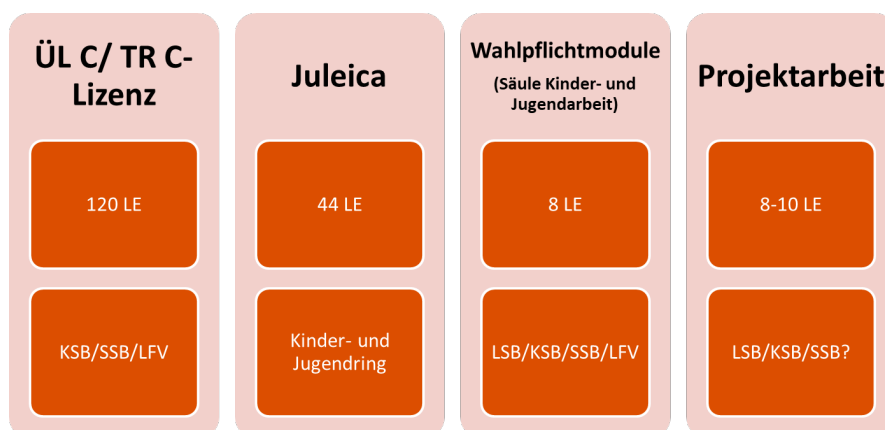 ÜL C/ TR C-
Lizenz
120 LE
KSB/SSB/LFV
Juleica
44 LE
Kinder- und
Jugendring
Wahlpflichtmodule
(Säule Kinder- und
Jugendarbeit)
8 LE
LSB/KSB/SSB/LFV
Projektarbeit
8-10 LE
LSB/KSB/SSB?